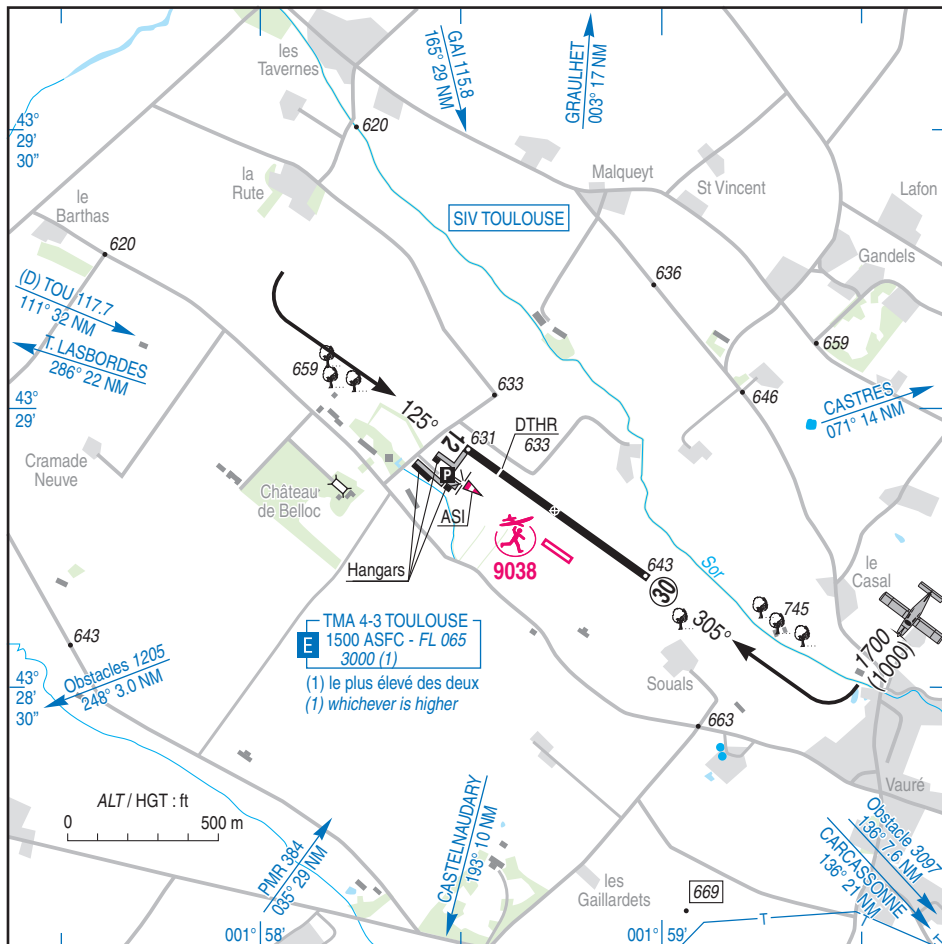 les
Tavernes
GAI 115.8
165° 29 NM
GRAULHET
003° 17 NM
43°
29'
30"
620
la
Rute
Malqueyt
St Vincent
Lafon
le
Barthas
SIV TOULOUSE
620
Gandels
636
(D) TOU 117.7
111° 32 NM
T. LASBORDES
286° 22 NM
659
659
43°
29'
633
646
CASTRES
071° 14 NM
125°
12
631
DTHR
633
Cramade
Neuve
P
Château
de Belloc
ASI
Hangars
9038
643
30
Sor
le
Casal
745
305°
1700
(1000)
TMA 4-3 TOULOUSE
E
1500 ASFC - FL 065
3000 (1)
(1) le plus élevé des deux
(1) whichever is higher
643
Obstacles 1205
248° 3.0 NM
43°
28'
30"
Souals
663
Vauré
ALT / HGT : ft
0 500 m
PMR 384
035° 29 NM
CASTELNAUDARY
193° 10 NM
Obstacle 3097
136° 7.6 NM
CARCASSONNE
136° 21 NM
les
Gaillardets
669
T
T
T
001° 58'
001° 59'